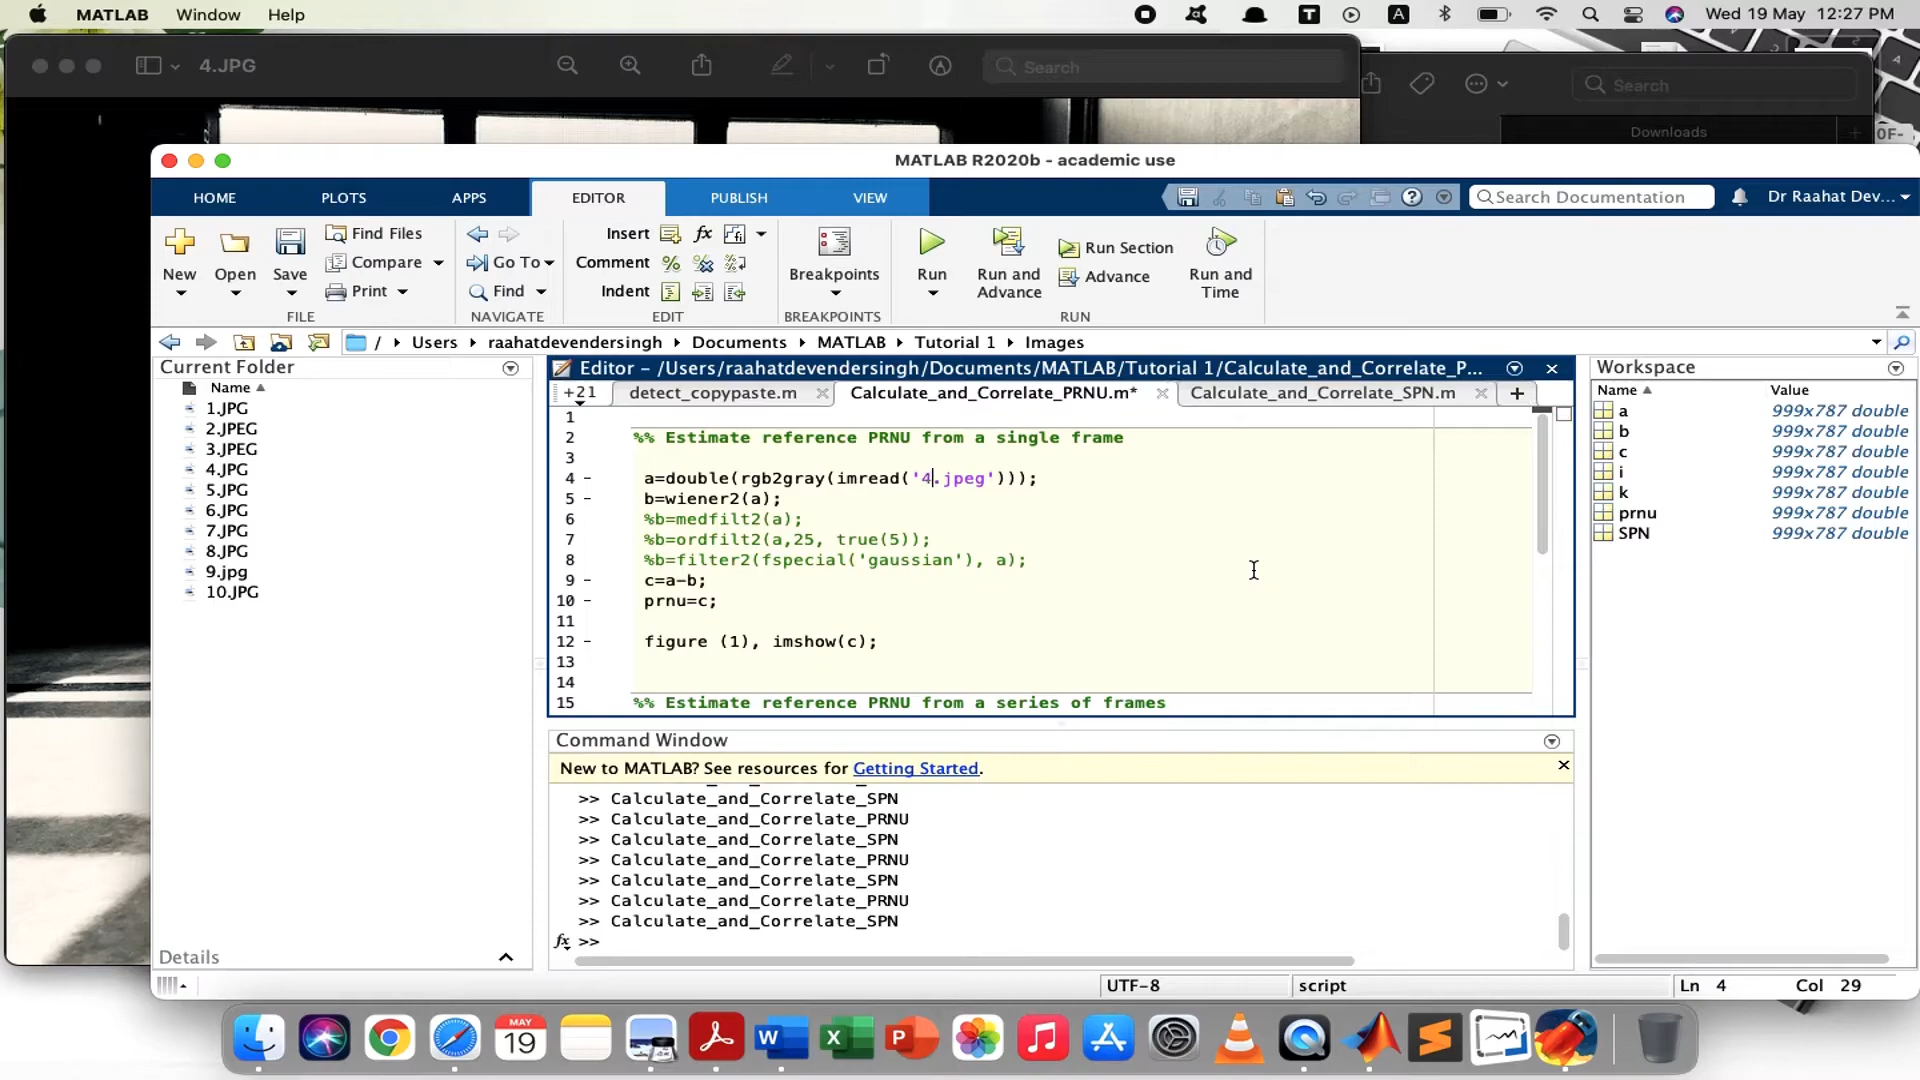 MATLAB Window Help
A
Wed 19 May 12:27 PM
4.JPG
Search
Search
Downloads
0F-
MATLAB R2020b - academic use
HOME PLOTS APPS EDITOR PUBLISH VIEW
Search Documentation
Dr Raahat Dev...
New
Open
Save
Find Files
Compare
Print
FILE
Go To
Find
NAVIGATE
Insert
Comment
Indent
EDIT
Breakpoints
BREAKPOINTS
Run
Run and Advance
Run Section
Advance
Run and Time
RUN
/ Users raahatdevendersingh Documents MATLAB Tutorial 1 Images
Current Folder
Name
1.JPG
2.JPEG
3.JPEG
4.JPG
5.JPG
6.JPG
7.JPG
8.JPG
9.jpg
10.JPG
Details
Editor - /Users/raahatdevendersingh/Documents/MATLAB/Tutorial 1/Calculate_and_Correlate_P...
+21 detect_copypaste.m Calculate_and_Correlate_PRNU.m* Calculate_and_Correlate_SPN.m
1
2 %% Estimate reference PRNU from a single frame
3
4 - a=double(rgb2gray(imread('4.jpeg')));
5 - b=wiener2(a);
6 %b=medfilt2(a);
7 %b=ordfilt2(a,25, true(5));
8 %b=filter2(fspecial('gaussian'), a);
9 - c=a-b;
10 - prnu=c;
11
12 - figure (1), imshow(c);
13
14
15 %% Estimate reference PRNU from a series of frames
Command Window
New to MATLAB? See resources for Getting Started.
>> Calculate_and_Correlate_SPN
>> Calculate_and_Correlate_PRNU
>> Calculate_and_Correlate_SPN
>> Calculate_and_Correlate_PRNU
>> Calculate_and_Correlate_SPN
>> Calculate_and_Correlate_PRNU
>> Calculate_and_Correlate_SPN
fx >>
Workspace
Name Value
a 999x787 double
b 999x787 double
c 999x787 double
i 999x787 double
k 999x787 double
prnu 999x787 double
SPN 999x787 double
UTF-8 script Ln 4 Col 29
MAY
19